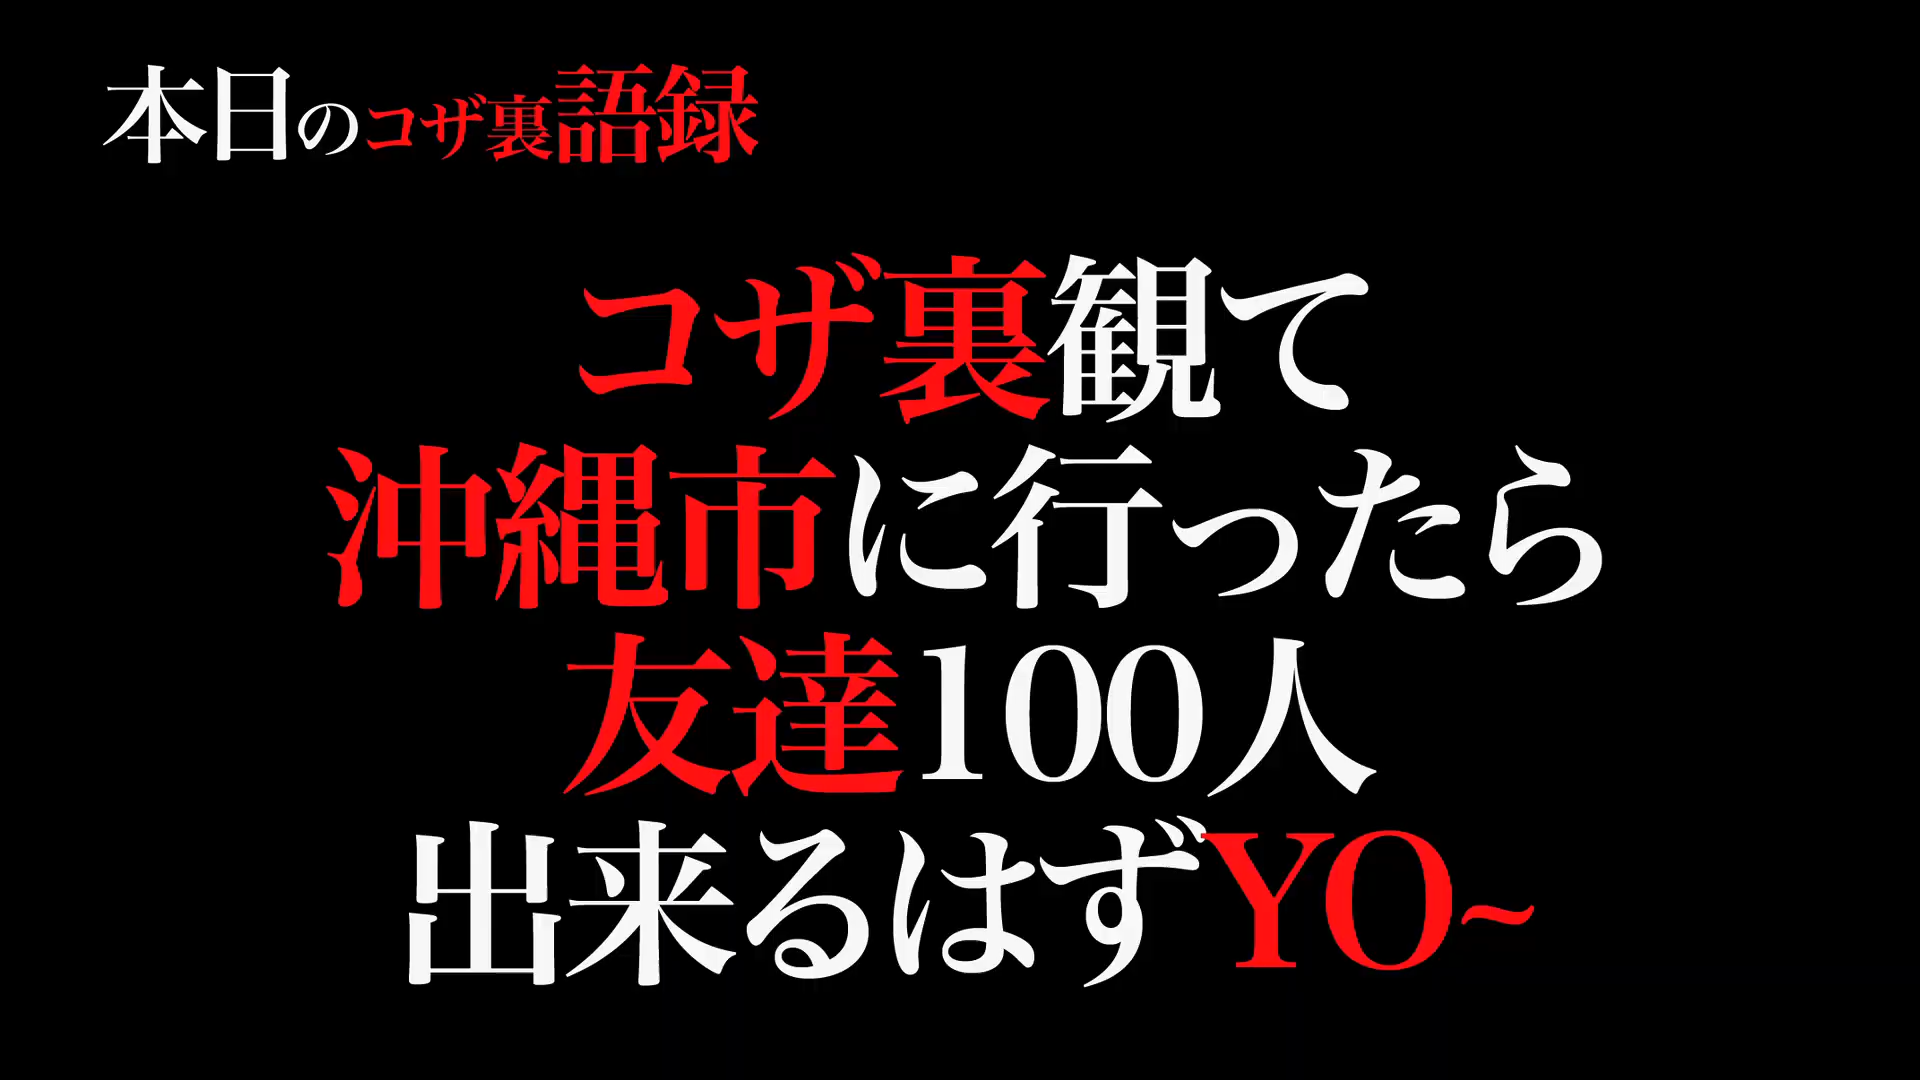 本日のコザ裏語録
コザ裏観て
沖縄市に行ったら
友達100人
出来るはずYO~